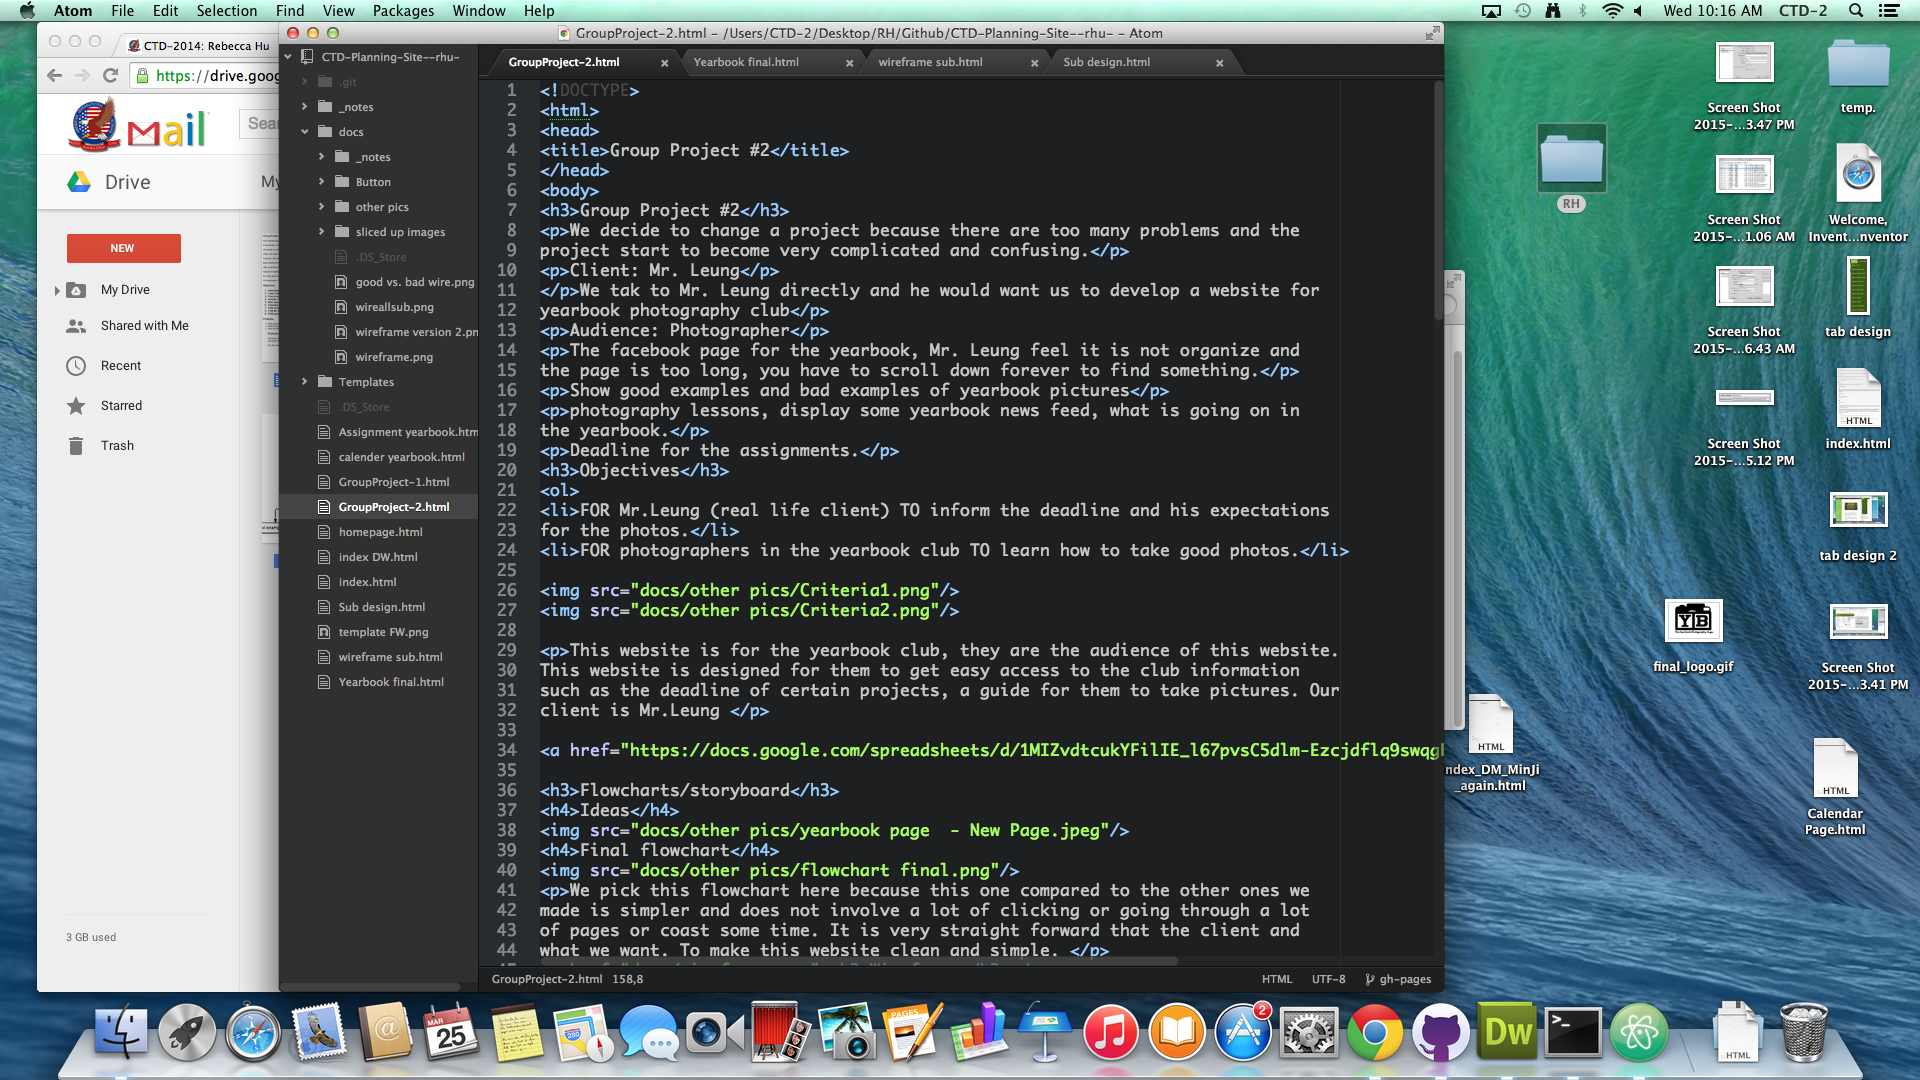 Atom File Edit Selection Find View Packages Window Help
Wed 10:16 AM CTD-2
CTD-2014: Rebecca Hu
https://drive.goog
Mail
Sear
Drive
My
NEW
My Drive
Shared with Me
Recent
Starred
Trash
3 GB used
GroupProject-2.html - /Users/CTD-2/Desktop/RH/Github/CTD-Planning-Site--rhu- - Atom
CTD-Planning-Site--rhu-
.git
_notes
docs
_notes
Button
other pics
sliced up images
.DS_Store
good vs. bad wire.png
wireallsub.png
wireframe version 2.pn
wireframe.png
Templates
.DS_Store
Assignment yearbook.htm
calender yearbook.html
GroupProject-1.html
GroupProject-2.html
homepage.html
index DW.html
index.html
Sub design.html
template FW.png
wireframe sub.html
Yearbook final.html
GroupProject-2.html Yearbook final.html wireframe sub.html Sub design.html
1 <!DOCTYPE>
2 <html>
3 <head>
4 <title>Group Project #2</title>
5 </head>
6 <body>
7 <h3>Group Project #2</h3>
8 <p>We decide to change a project because there are too many problems and the
9 project start to become very complicated and confusing.</p>
10 <p>Client: Mr. Leung</p>
11 </p>We tak to Mr. Leung directly and he would want us to develop a website for
12 yearbook photography club</p>
13 <p>Audience: Photographer</p>
14 <p>The facebook page for the yearbook, Mr. Leung feel it is not organize and
15 the page is too long, you have to scroll down forever to find something.</p>
16 <p>Show good examples and bad examples of yearbook pictures</p>
17 <p>photography lessons, display some yearbook news feed, what is going on in
18 the yearbook.</p>
19 <p>Deadline for the assignments.</p>
20 <h3>Objectives</h3>
21 <ol>
22 <li>FOR Mr.Leung (real life client) TO inform the deadline and his expectations
23 for the photos.</li>
24 <li>FOR photographers in the yearbook club TO learn how to take good photos.</li>
25
26 <img src="docs/other pics/Criteria1.png"/>
27 <img src="docs/other pics/Criteria2.png"/>
28
29 <p>This website is for the yearbook club, they are the audience of this website.
30 This website is designed for them to get easy access to the club information
31 such as the deadline of certain projects, a guide for them to take pictures. Our
32 client is Mr.Leung </p>
33
34 <a href="https://docs.google.com/spreadsheets/d/1MIZvdtcukYFilIE_l67pvsC5dlm-Ezcjdflq9swqg
35
36 <h3>Flowcharts/storyboard</h3>
37 <h4>Ideas</h4>
38 <img src="docs/other pics/yearbook page  - New Page.jpeg"/>
39 <h4>Final flowchart</h4>
40 <img src="docs/other pics/flowchart final.png"/>
41 <p>We pick this flowchart here because this one compared to the other ones we
42 made is simpler and does not involve a lot of clicking or going through a lot
43 of pages or coast some time. It is very straight forward that the client and
44 what we want. To make this website clean and simple. </p>
GroupProject-2.html 158,8
HTML UTF-8 gh-pages
Screen Shot
2015-...3.47 PM
temp.
RH
Screen Shot
2015-...1.06 AM
Welcome,
Invent...nventor
Screen Shot
2015-...6.43 AM
tab design
Screen Shot
2015-...5.12 PM
HTML
index.html
tab design 2
YB
final_logo.gif
Screen Shot
2015-...3.41 PM
HTML
ndex_DM_MinJi
_again.html
HTML
Calendar
Page.html
MAR
25
PAGES
280
2
Dw
>_
HTML